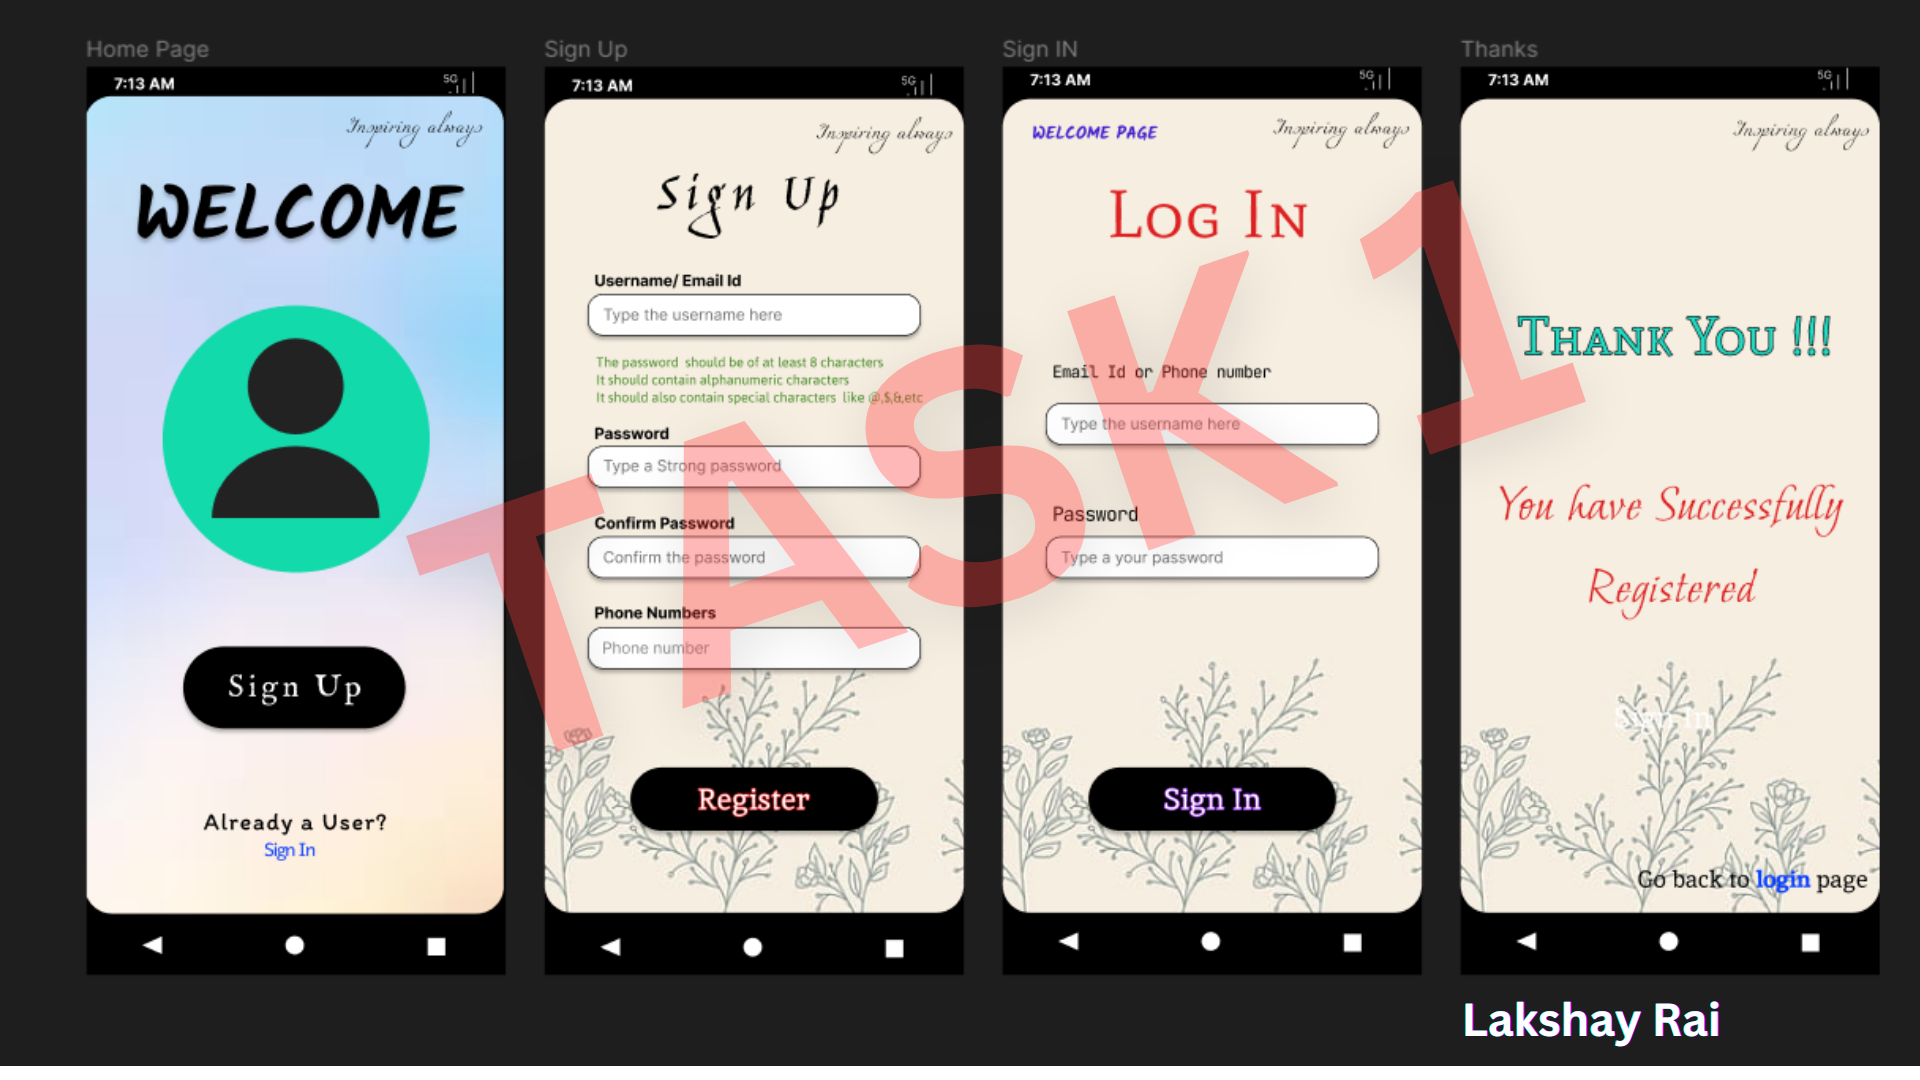 Home Page
7:13 AM
5G
Inspiring always
WELCOME
Sign Up
Already a User?
Sign In
Sign Up
7:13 AM
5G
Inspiring always
Sign Up
Username/ Email Id
Type the username here
The password should be of at least 8 characters
It should contain alphanumeric characters
It should also contain special characters like @,$,&,etc
Password
Type a Strong password
Confirm Password
Confirm the password
Phone Numbers
Phone number
Register
Sign IN
7:13 AM
5G
WELCOME PAGE
Inspiring always
LOG IN
Email Id or Phone number
Type the username here
Password
Type a your password
Sign In
Thanks
7:13 AM
5G
Inspiring always
THANK YOU !!!
You have Successfully
Registered
Sign In
Go back to login page
TASK 1
Lakshay Rai